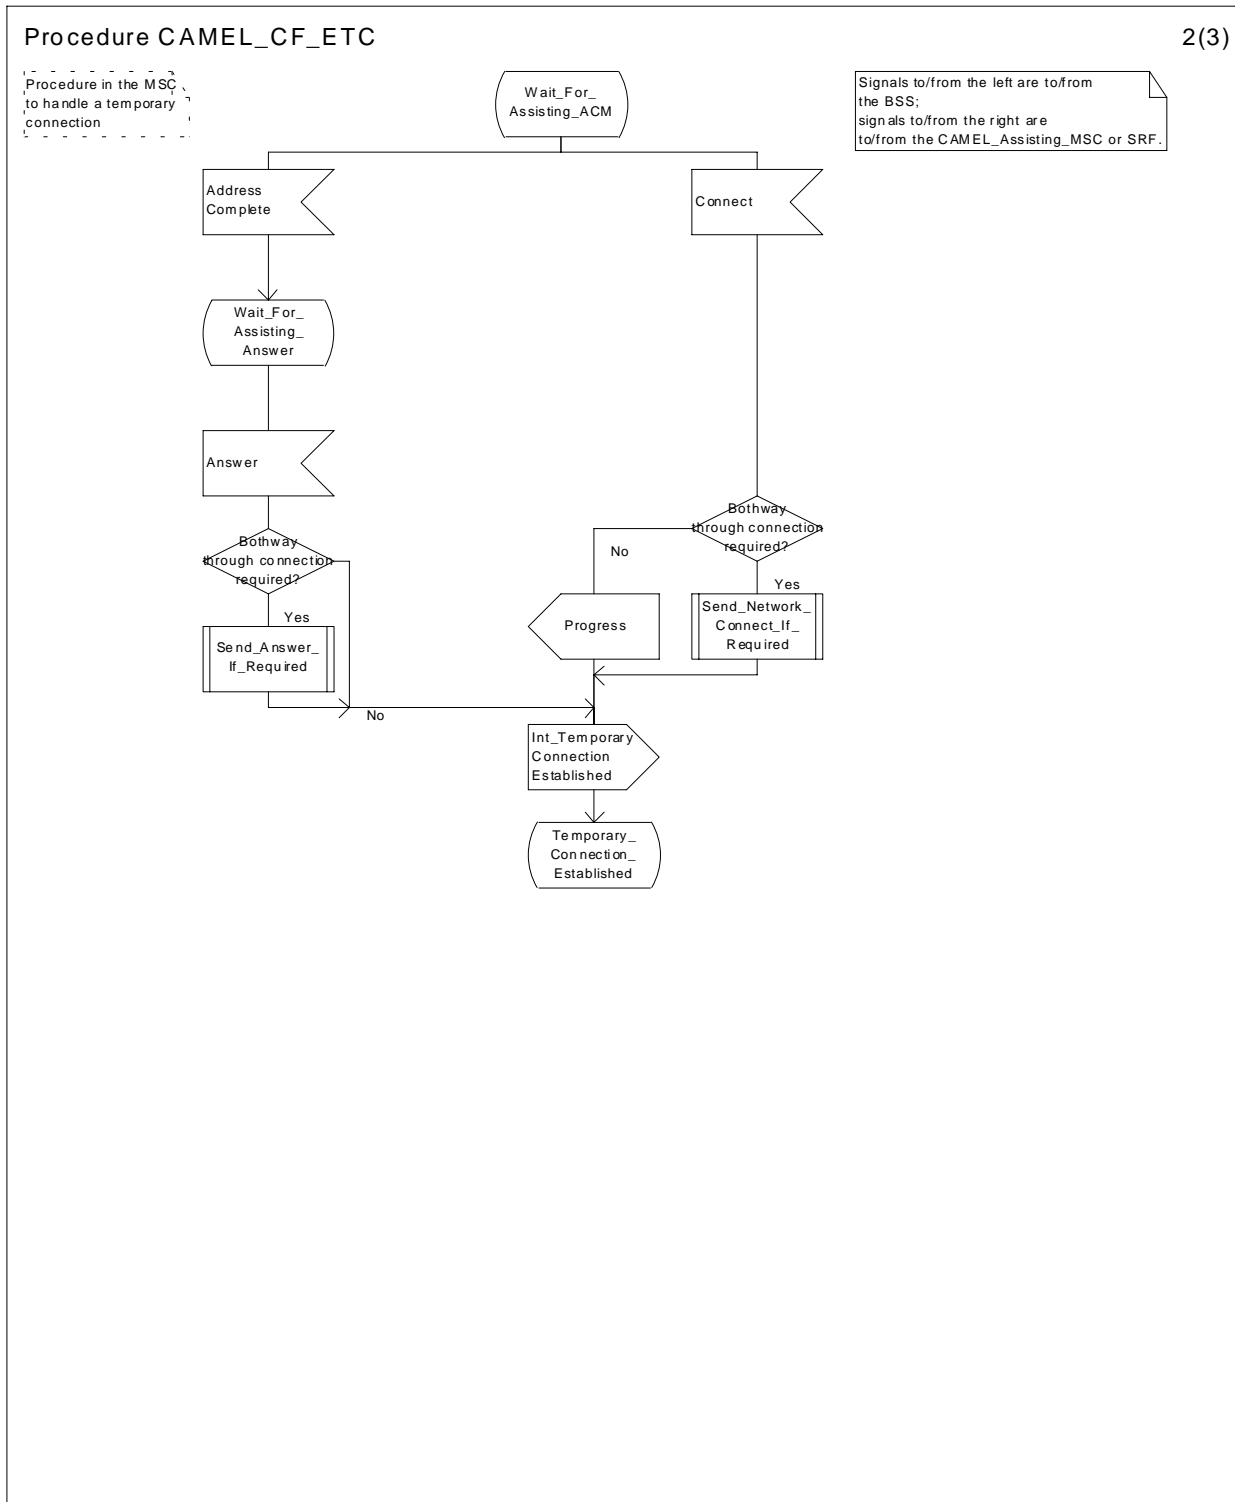 Procedure CAMEL_CF_ETC
2(3)
Procedure in the MSC
to handle a temporary
connection
Wait_For_
Assisting_ACM
Signals to/from the left are to/from
the BSS;
signals to/from the right are
to/from the CAMEL_Assisting_MSC or SRF.
Address
Complete
Connect
Wait_For_
Assisting_
Answer
Answer
Bothway
through connection
required?
No
Yes
Bothway
through connection
required?
Yes
Progress
Send_Network_
Connect_If_
Required
Send_Answer_
If_Required
No
Int_Temporary
Connection
Established
Temporary_
Connection_
Established